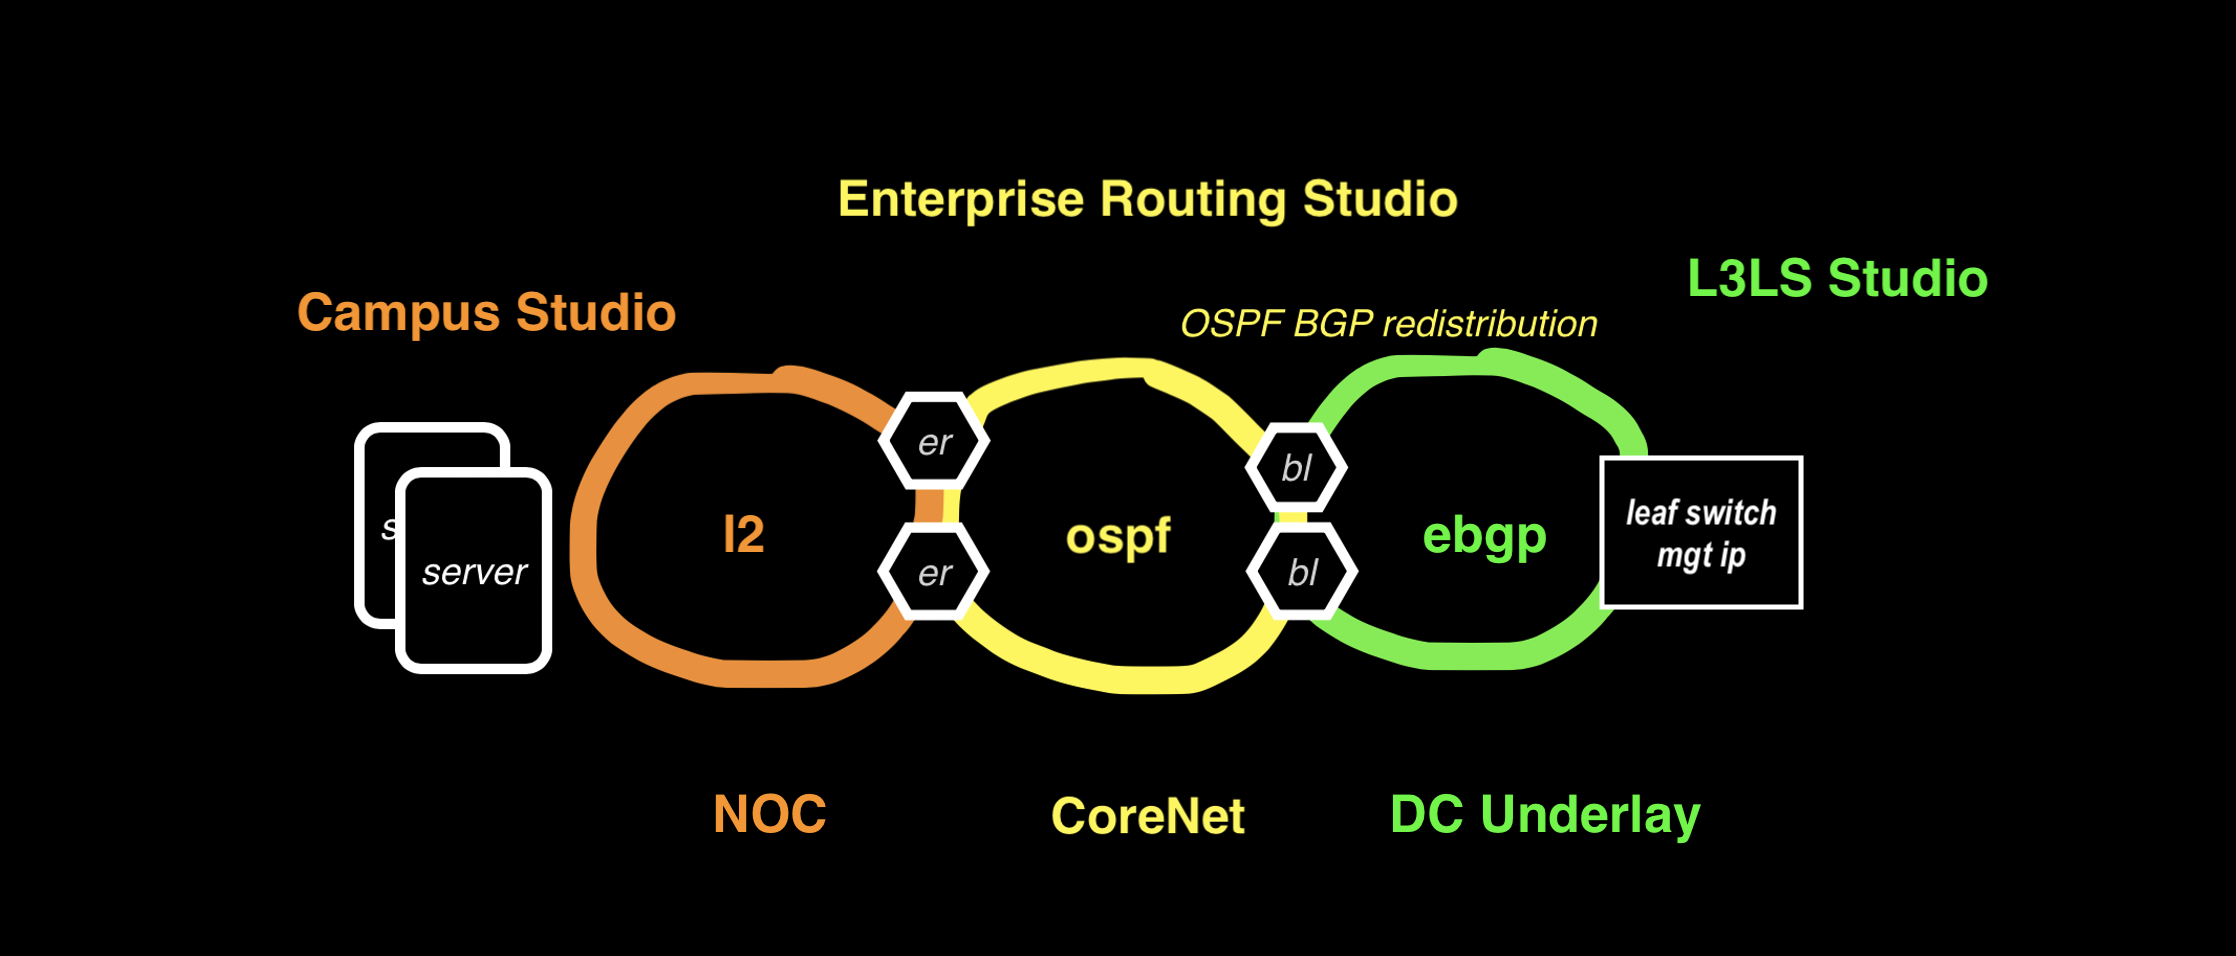 Enterprise Routing Studio
L3LS Studio
Campus Studio
OSPF BGP redistribution
er
bl
s
server
l2
ospf
ebgp
leaf switch
mgt ip
er
bl
NOC
CoreNet
DC Underlay